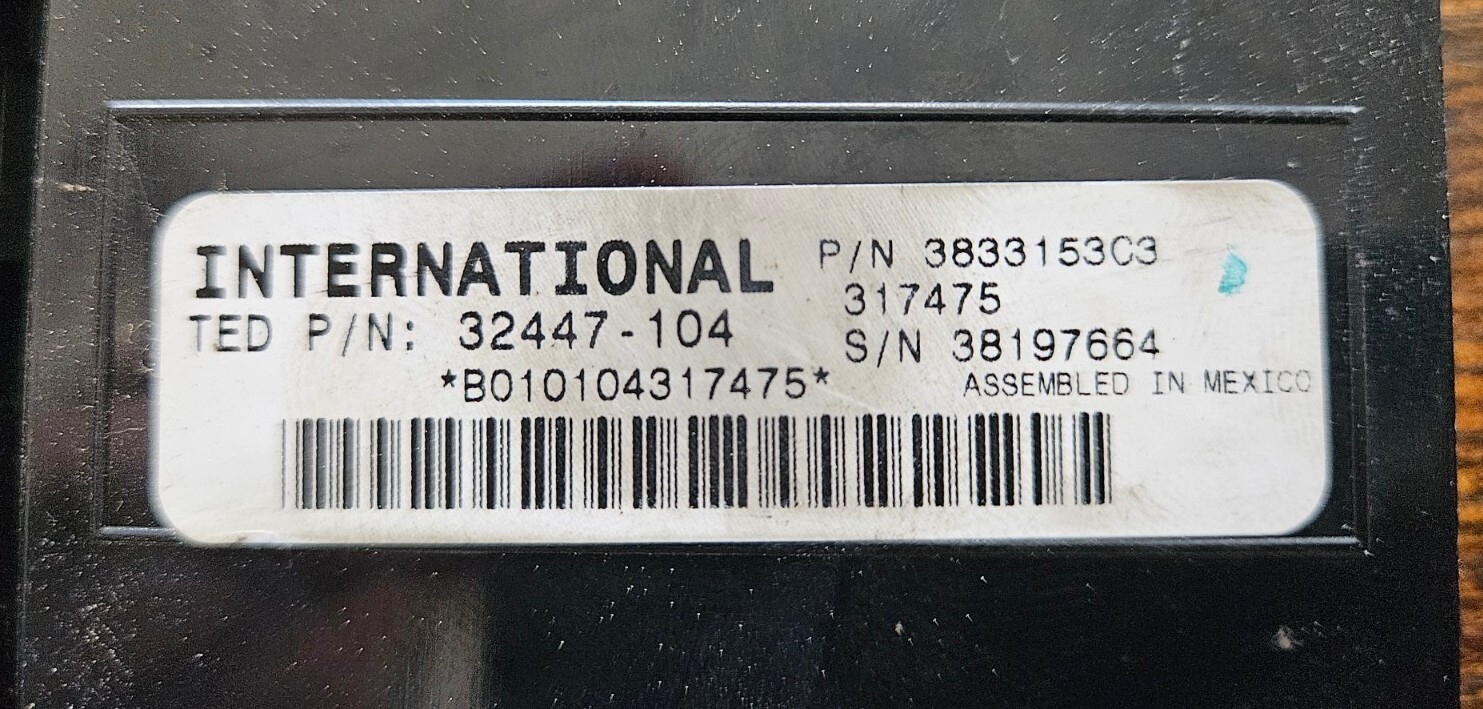 INTERNATIONAL
P/N 3833153C3
317475
TED P/N: 32447-104
S/N 38197664
*B010104317475*
ASSEMBLED IN MEXICO